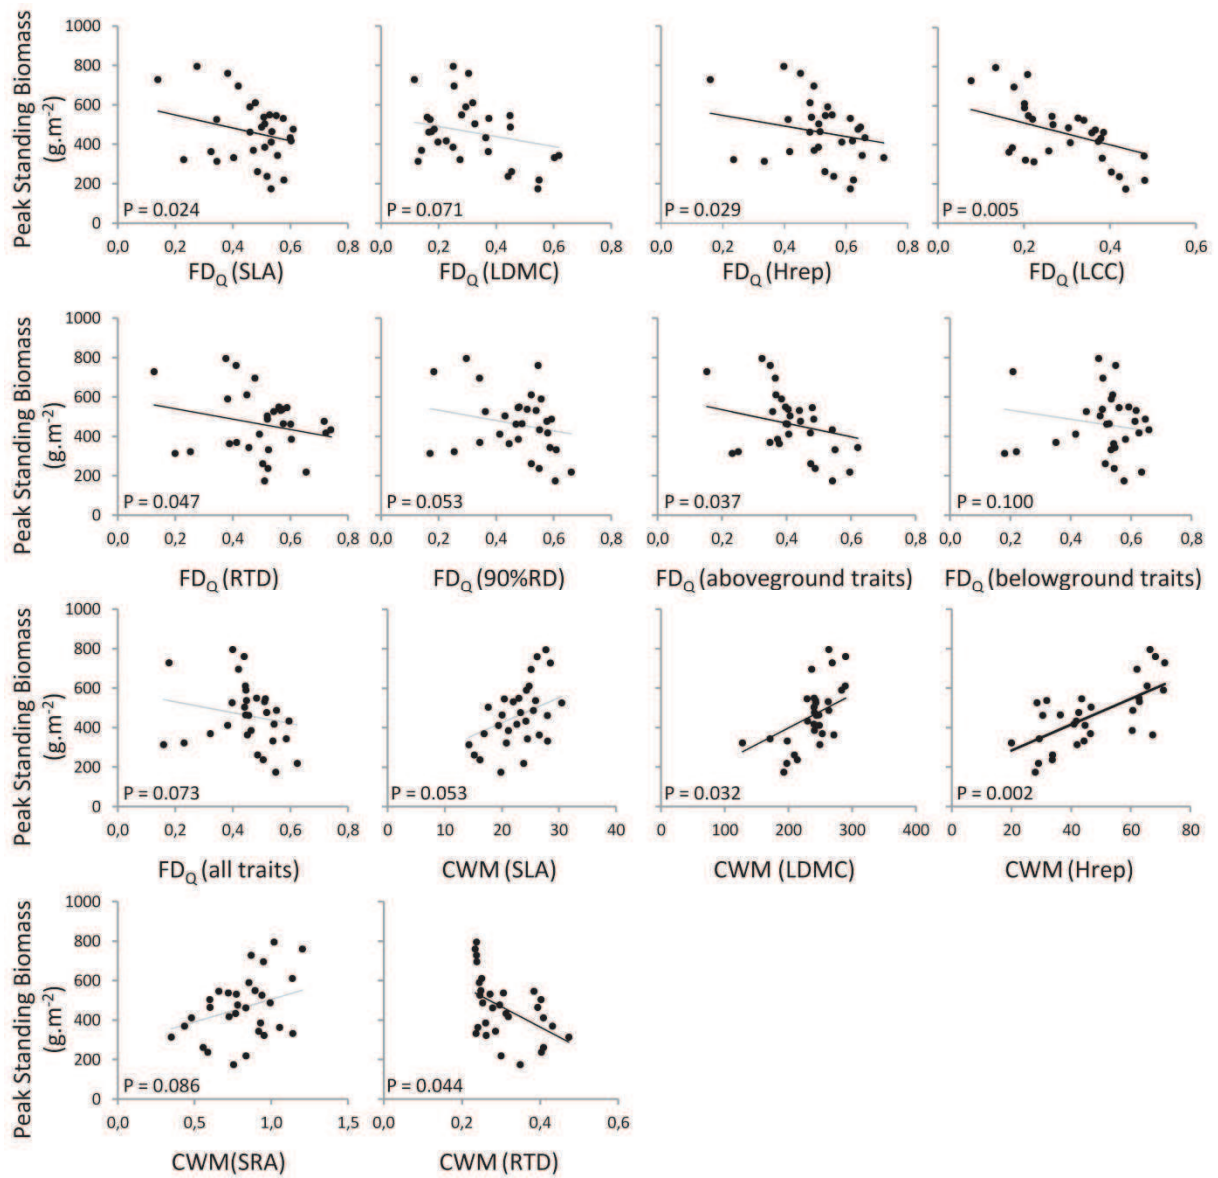 Peak Standing Biomass
(g.m-2)
1000
800
600
400
200
0
P = 0.024
0,0 0,2 0,4 0,6 0,8
FDQ (SLA)
P = 0.071
0,0 0,2 0,4 0,6 0,8
FDQ (LDMC)
P = 0.029
0,0 0,2 0,4 0,6 0,8
FDQ (Hrep)
P = 0.005
0,0 0,2 0,4 0,6
FDQ (LCC)
Peak Standing Biomass
(g.m-2)
1000
800
600
400
200
0
P = 0.047
0,0 0,2 0,4 0,6 0,8
FDQ (RTD)
P = 0.053
0,0 0,2 0,4 0,6 0,8
FDQ (90%RD)
P = 0.037
0,0 0,2 0,4 0,6 0,8
FDQ (aboveground traits)
P = 0.100
0,0 0,2 0,4 0,6 0,8
FDQ (belowground traits)
Peak Standing Biomass
(g.m-2)
1000
800
600
400
200
0
P = 0.073
0,0 0,2 0,4 0,6 0,8
FDQ (all traits)
P = 0.053
0 10 20 30 40
CWM (SLA)
P = 0.032
0 100 200 300 400
CWM (LDMC)
P = 0.002
0 20 40 60 80
CWM (Hrep)
Peak Standing Biomass
(g.m-2)
1000
800
600
400
200
0
P = 0.086
0,0 0,5 1,0 1,5
CWM(SRA)
P = 0.044
0,0 0,2 0,4 0,6
CWM (RTD)